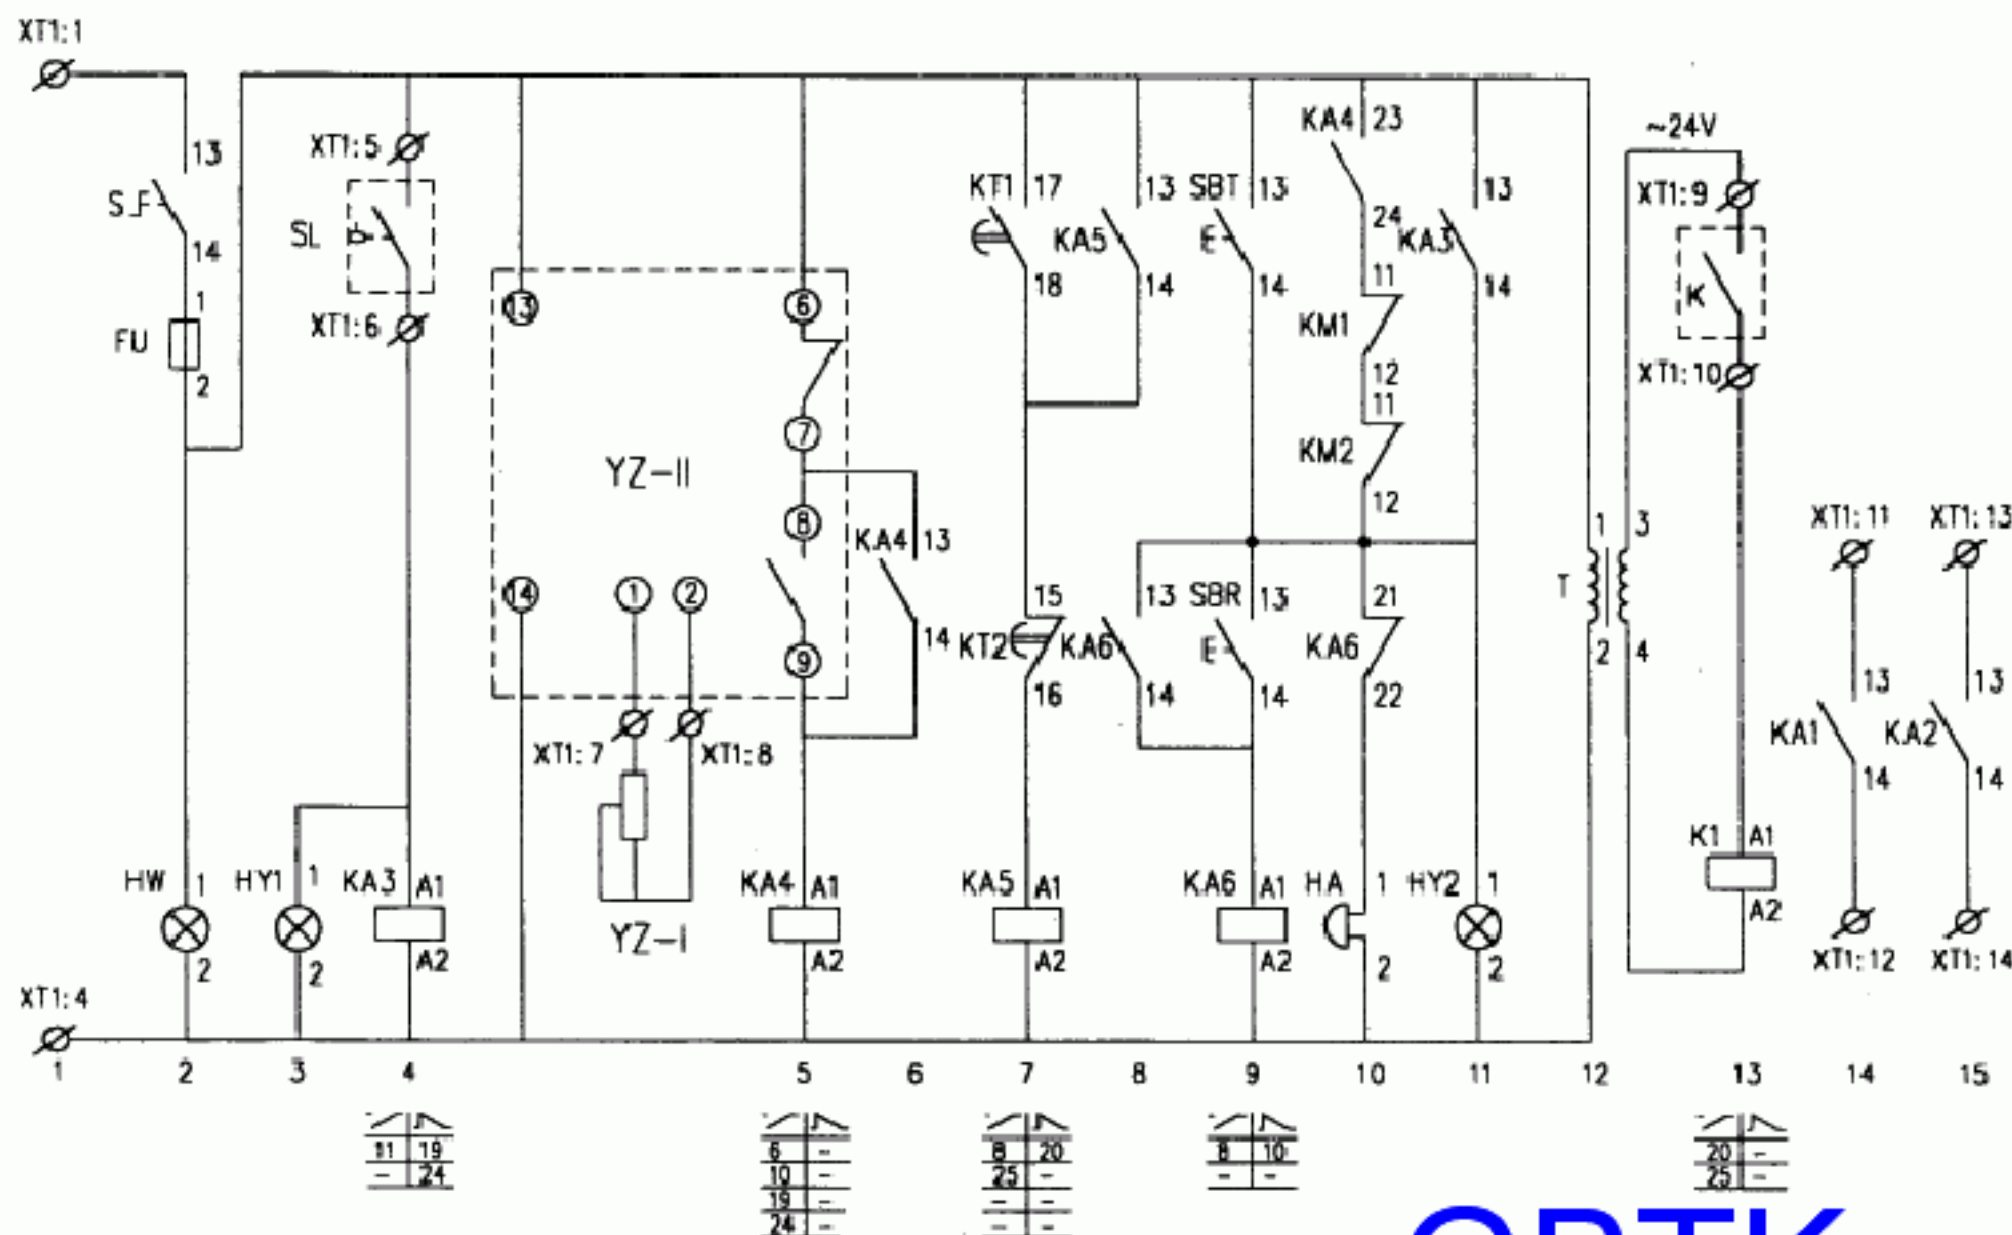 XT1:1
~24V
KA4 23
13
XT1:5
KT1 17
13 SBT 13
13
XT1:9
S_F
SL
KA5
E
24
KA3
14
18
14
14
11
14
K
1
13
6
XT1:6
FU
KM1
2
12
XT1:10
11
7
YZ-II
KM2
12
8
KA4 13
1 3
XT1:11 XT1:13
14
1
2
15
13 SBR 13
21
T
14
KT2
KA6
E
KA6
2 4
9
16
14
14
22
13
13
XT1:7
XT1:8
KA1
KA2
14
14
K1 A1
HW 1
HY1 1
KA3 A1
KA4 A1
KA5 A1
KA6 A1
HA 1
HY2 1
A2
2
2
A2
YZ-I
A2
A2
A2
2
2
XT1:12 XT1:14
XT1:4
1 2 3 4 5 6 7 8 9 10 11 12 13 14 15
11 19
6 -
8 20
8 10
20 -
- 24
10 -
25 -
- -
25 -
19 -
- -
24 -
- -